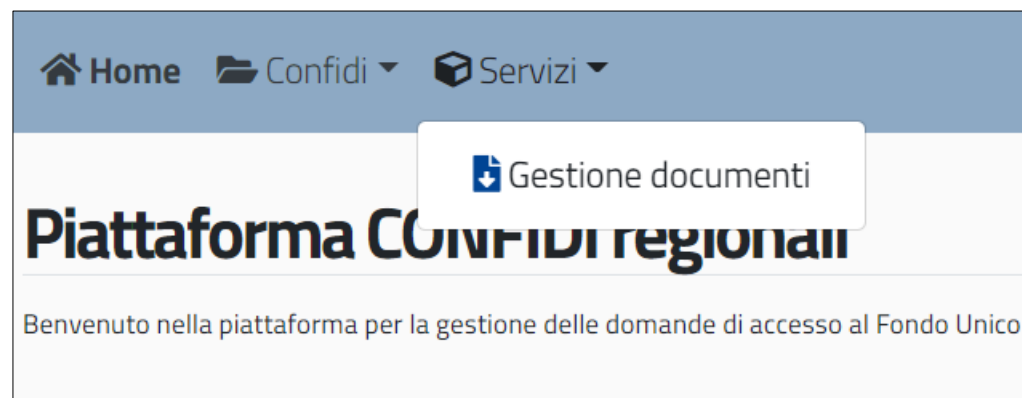 Home Confidi Servizi
Gestione documenti
Piattaforma CONFIDI regionali
Benvenuto nella piattaforma per la gestione delle domande di accesso al Fondo Unico